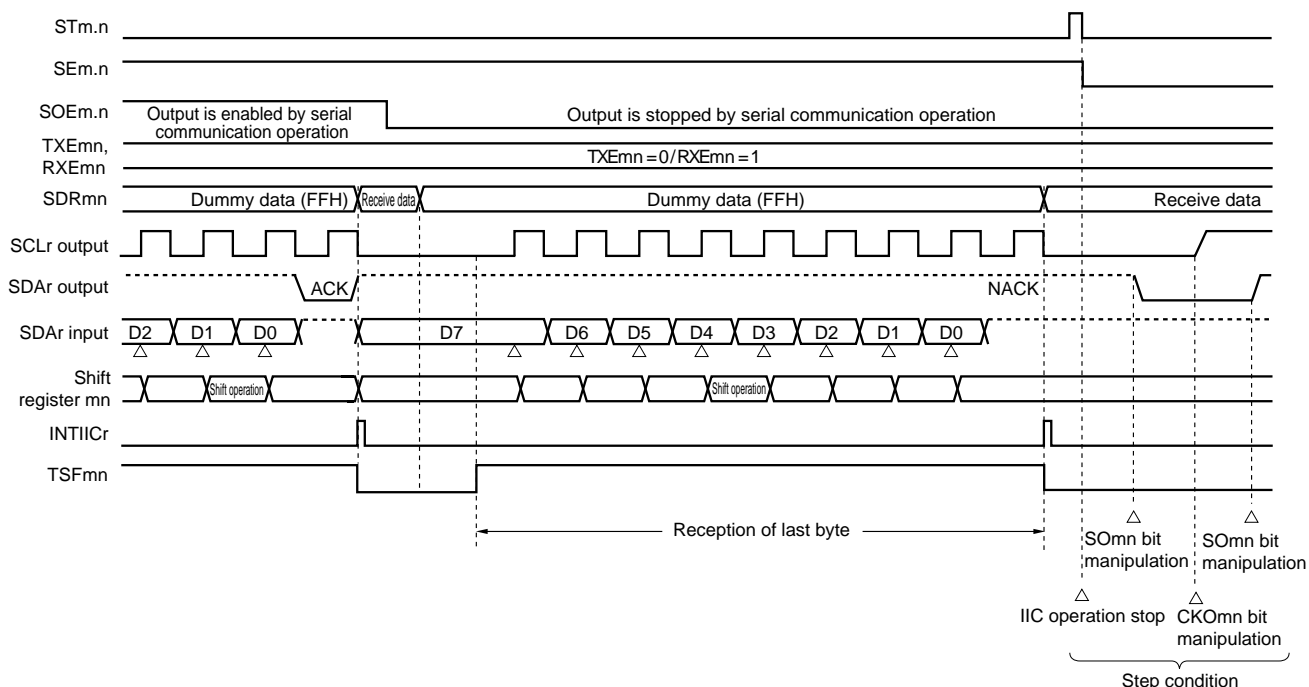 STm.n
SEm.n
SOEm.n
Output is enabled by serial
communication operation
Output is stopped by serial communication operation
TXEmn,
RXEmn
TXEmn = 0 / RXEmn = 1
SDRmn
Dummy data (FFH)
Receive data
Dummy data (FFH)
Receive data
SCLr output
SDAr output
ACK
NACK
SDAr input
D2
D1
D0
D7
D6
D5
D4
D3
D2
D1
D0
Shift
register mn
Shift operation
Shift operation
INTIICr
TSFmn
Reception of last byte
SOmn bit
manipulation
SOmn bit
manipulation
IIC operation stop
CKOmn bit
manipulation
Step condition